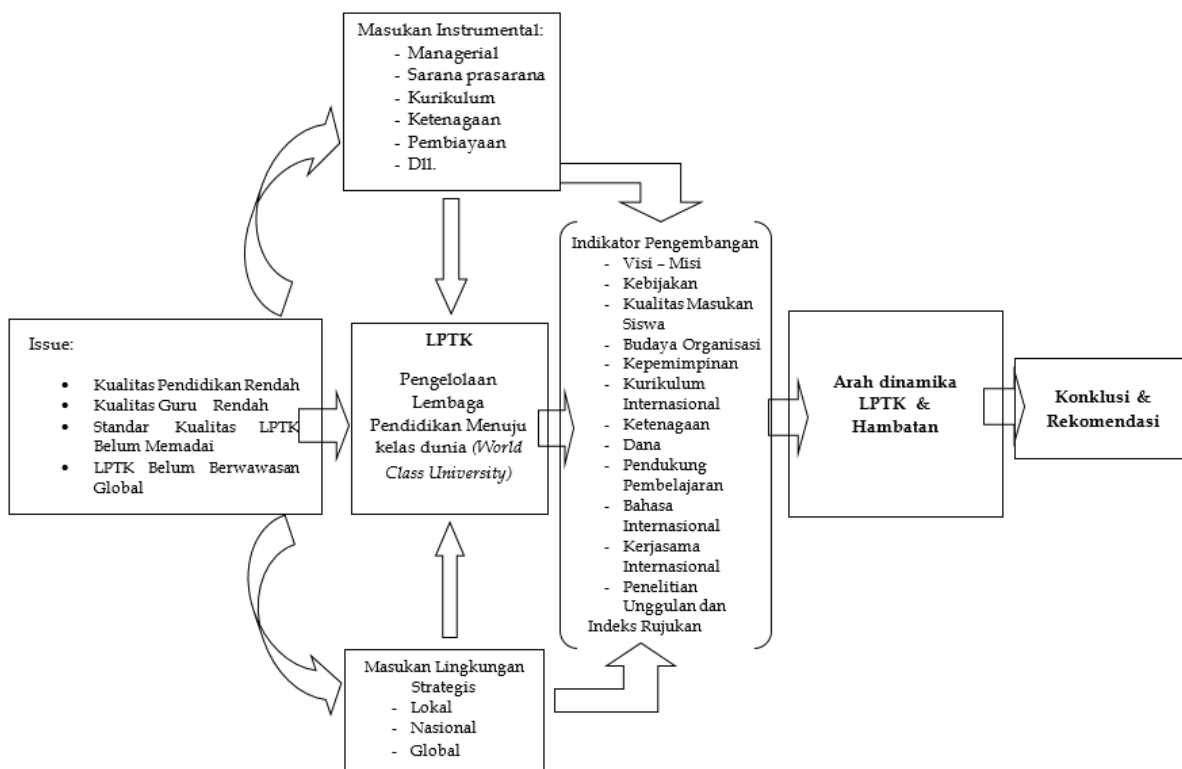 Masukan Instrumental:
- Managerial
- Sarana prasarana
- Kurikulum
- Ketenagaan
- Pembiayaan
- Dll.
Issue:
• Kualitas Pendidikan Rendah
• Kualitas Guru Rendah
• Standar Kualitas LPTK
Belum Memadai
• LPTK Belum Berwawasan
Global
LPTK
Pengelolaan
Lembaga
Pendidikan Menuju
kelas dunia (World
Class University)
Masukan Lingkungan
Strategis
- Lokal
- Nasional
- Global
Indikator Pengembangan
- Visi – Misi
- Kebijakan
- Kualitas Masukan
Siswa
- Budaya Organisasi
- Kepemimpinan
- Kurikulum
Internasional
- Ketenagaan
- Dana
- Pendukung
Pembelajaran
- Bahasa
Internasional
- Kerjasama
Internasional
- Penelitian
Unggulan dan
Indeks Rujukan
Arah dinamika
LPTK &
Hambatan
Konklusi &
Rekomendasi